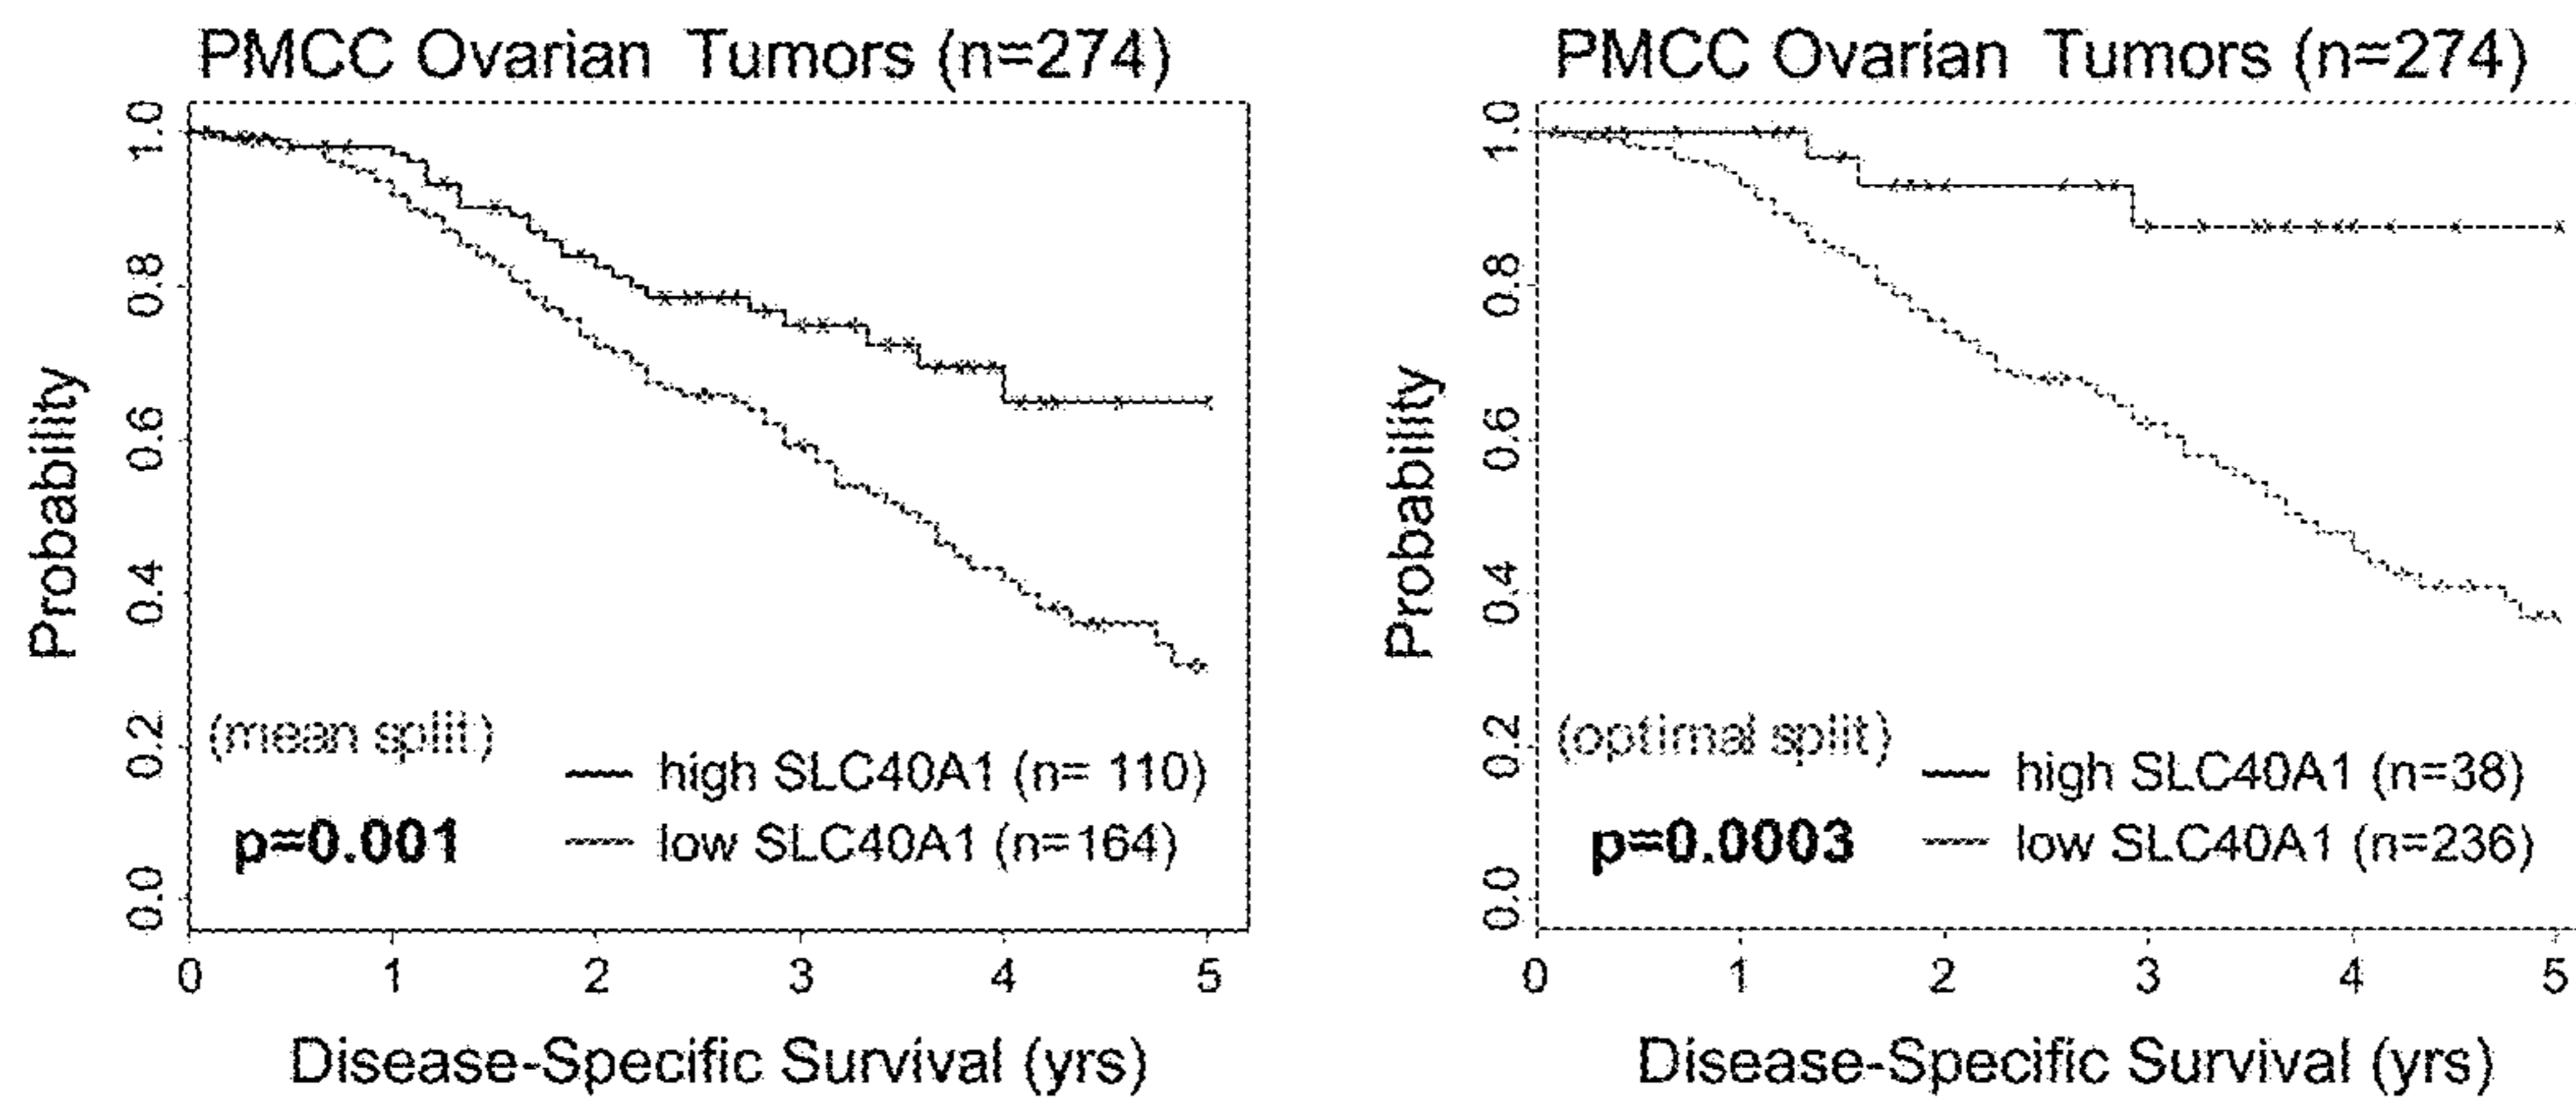 PMCC Ovarian Tumors (n=274)
Probability
1.0
0.8
0.6
0.4
0.2
0.0
(mean split)
p=0.001
high SLC40A1 (n= 110)
low SLC40A1 (n=164)
0 1 2 3 4 5
Disease-Specific Survival (yrs)
PMCC Ovarian Tumors (n=274)
Probability
1.0
0.8
0.6
0.4
0.2
0.0
(optimal split)
p=0.0003
high SLC40A1 (n=38)
low SLC40A1 (n=236)
0 1 2 3 4 5
Disease-Specific Survival (yrs)